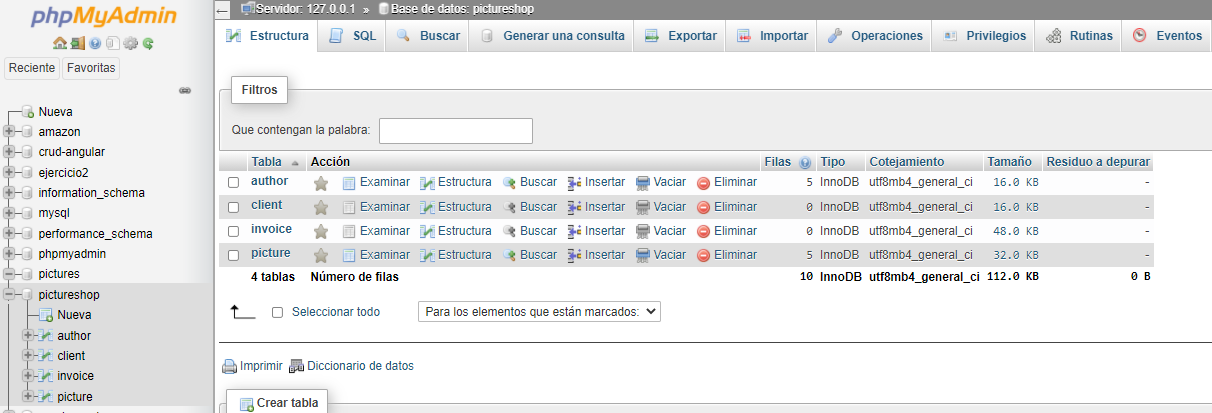 phpMyAdmin
Servidor: 127.0.0.1 » Base de datos: pictureshop
Estructura SQL Buscar Generar una consulta Exportar Importar Operaciones Privilegios Rutinas Eventos
Reciente Favoritas
Nueva
amazon
crud-angular
ejercicio2
information_schema
mysql
performance_schema
phpmyadmin
pictures
pictureshop
Nueva
author
client
invoice
picture
Filtros
Que contengan la palabra:
Tabla Acción Filas Tipo Cotejamiento Tamaño Residuo a depurar
author Examinar Estructura Buscar Insertar Vaciar Eliminar 5 InnoDB utf8mb4_general_ci 16.0 KB -
client Examinar Estructura Buscar Insertar Vaciar Eliminar 0 InnoDB utf8mb4_general_ci 16.0 KB -
invoice Examinar Estructura Buscar Insertar Vaciar Eliminar 0 InnoDB utf8mb4_general_ci 48.0 KB -
picture Examinar Estructura Buscar Insertar Vaciar Eliminar 5 InnoDB utf8mb4_general_ci 32.0 KB -
4 tablas Número de filas 10 InnoDB utf8mb4_general_ci 112.0 KB 0 B
Seleccionar todo Para los elementos que están marcados:
Imprimir Diccionario de datos
Crear tabla